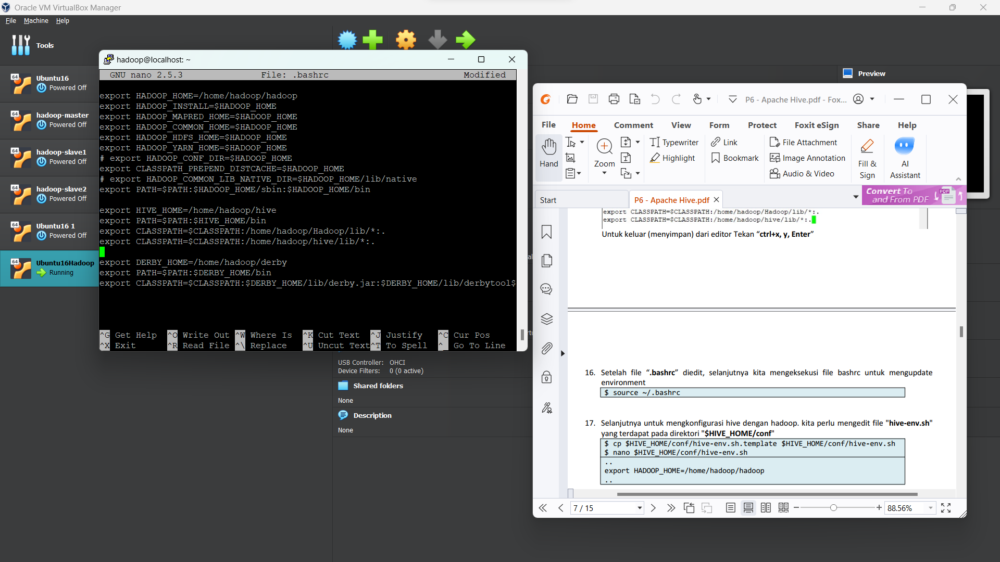 Oracle VM VirtualBox Manager
File Machine Help
Tools
64 Ubuntu16
Powered Off
64 hadoop-master
Powered Off
64 hadoop-slave1
Powered Off
64 hadoop-slave2
Powered Off
64 Ubuntu16 1
Powered Off
64 Ubuntu16Hadoop
Running
Preview
USB Controller: OHCI
Device Filters: 0 (0 active)
Shared folders
None
Description
None
hadoop@localhost: ~
GNU nano 2.5.3 File: .bashrc Modified
export HADOOP_HOME=/home/hadoop/hadoop
export HADOOP_INSTALL=$HADOOP_HOME
export HADOOP_MAPRED_HOME=$HADOOP_HOME
export HADOOP_COMMON_HOME=$HADOOP_HOME
export HADOOP_HDFS_HOME=$HADOOP_HOME
export HADOOP_YARN_HOME=$HADOOP_HOME
# export HADOOP_CONF_DIR=$HADOOP_HOME
export CLASSPATH_PREPEND_DISTCACHE=$HADOOP_HOME
# export HADOOP_COMMON_LIB_NATIVE_DIR=$HADOOP_HOME/lib/native
export PATH=$PATH:$HADOOP_HOME/sbin:$HADOOP_HOME/bin
export HIVE_HOME=/home/hadoop/hive
export PATH=$PATH:$HIVE_HOME/bin
export CLASSPATH=$CLASSPATH:/home/hadoop/Hadoop/lib/*:.
export CLASSPATH=$CLASSPATH:/home/hadoop/hive/lib/*:.
export DERBY_HOME=/home/hadoop/derby
export PATH=$PATH:$DERBY_HOME/bin
export CLASSPATH=$CLASSPATH:$DERBY_HOME/lib/derby.jar:$DERBY_HOME/lib/derbytool$
^G Get Help ^O Write Out ^W Where Is ^K Cut Text ^J Justify ^C Cur Pos
^X Exit ^R Read File ^\ Replace ^U Uncut Text ^T To Spell ^_ Go To Line
P6 - Apache Hive.pdf - Fox...
File Home Comment View Form Protect Foxit eSign Share Help
Hand
Zoom
Typewriter
Highlight
Link
Bookmark
File Attachment
Image Annotation
Audio & Video
Fill &
Sign
AI
Assistant
Start
P6 - Apache Hive.pdf
Convert To
and From PDF
PDF
export CLASSPATH=$CLASSPATH:/home/hadoop/Hadoop/lib/*:.
export CLASSPATH=$CLASSPATH:/home/hadoop/hive/lib/*:.
Untuk keluar (menyimpan) dari editor Tekan “ctrl+x, y, Enter”
16. Setelah file “.bashrc” diedit, selanjutnya kita mengeksekusi file bashrc untuk mengupdate
environment
$ source ~/.bashrc
17. Selanjutnya untuk mengkonfigurasi hive dengan hadoop. kita perlu mengedit file "hive-env.sh"
yang terdapat pada direktori "$HIVE_HOME/conf"
$ cp $HIVE_HOME/conf/hive-env.sh.template $HIVE_HOME/conf/hive-env.sh
$ nano $HIVE_HOME/conf/hive-env.sh
..
export HADOOP_HOME=/home/hadoop/hadoop
..
7 / 15
88.56%